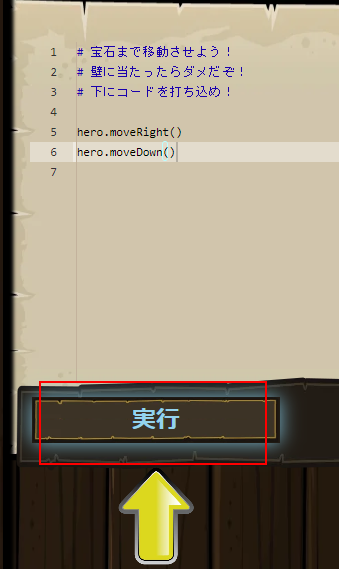 1 # 宝石まで移動させよう！
2 # 壁に当たったらダメだぞ！
3 # 下にコードを打ち込め！
4
5 hero.moveRight()
6 hero.moveDown()
7
実行